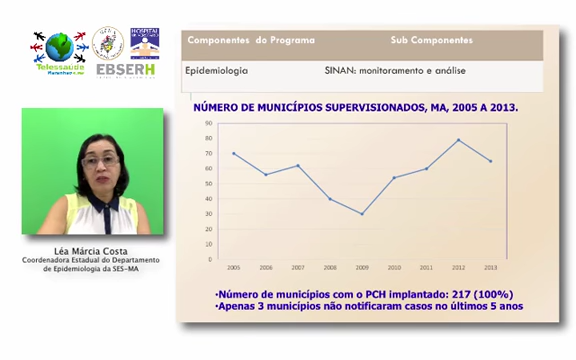 Componentes do Programa
Sub Componentes
Epidemiologia
SINAN: monitoramento e análise
NÚMERO DE MUNICÍPIOS SUPERVISIONADOS, MA, 2005 A 2013.
90
80
70
60
50
40
30
20
10
0
2005 2006 2007 2008 2009 2010 2011 2012 2013
•Número de municípios com o PCH implantado: 217 (100%)
•Apenas 3 municípios não notificaram casos no últimos 5 anos
Telessaúde
HOSPITAL
EBSERH
Léa Márcia Costa
Coordenadora Estadual do Departamento
de Epidemiologia da SES-MA